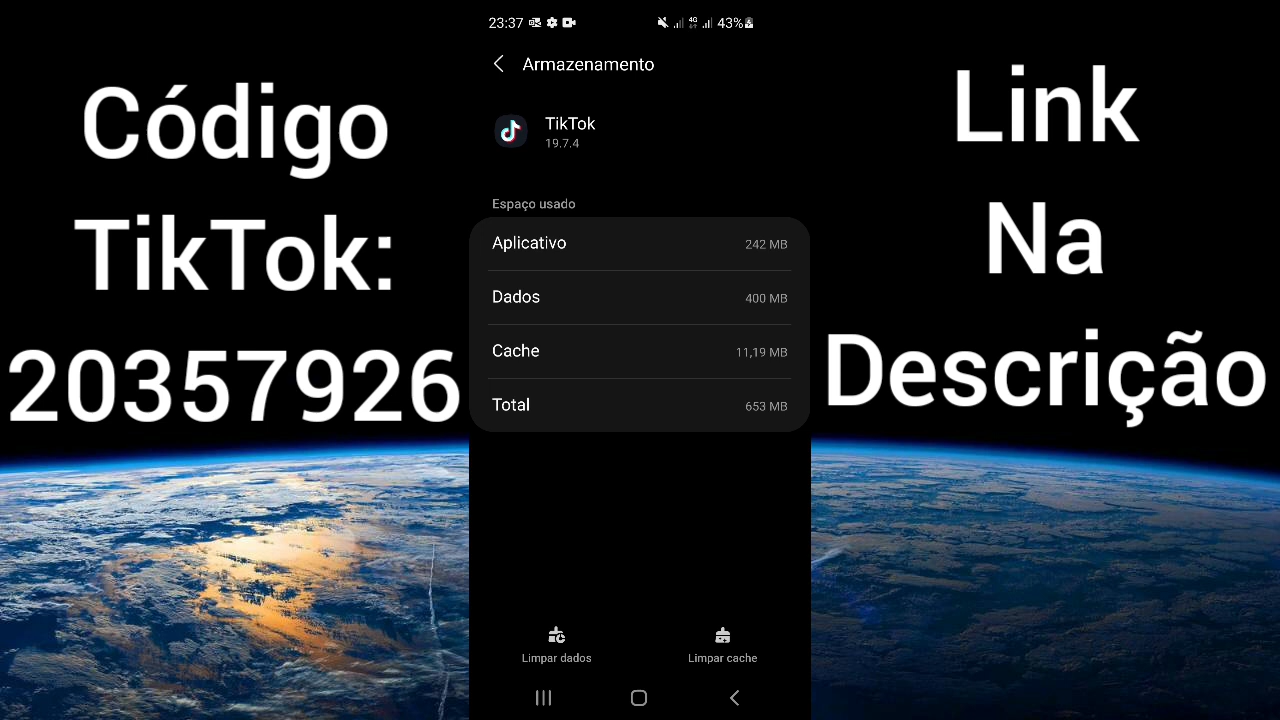 Código
TikTok:
20357926
23:37
4G
43%
Armazenamento
TikTok
19.7.4
Espaço usado
Aplicativo 242 MB
Dados 400 MB
Cache 11,19 MB
Total 653 MB
Limpar dados
Limpar cache
Link
Na
Descrição